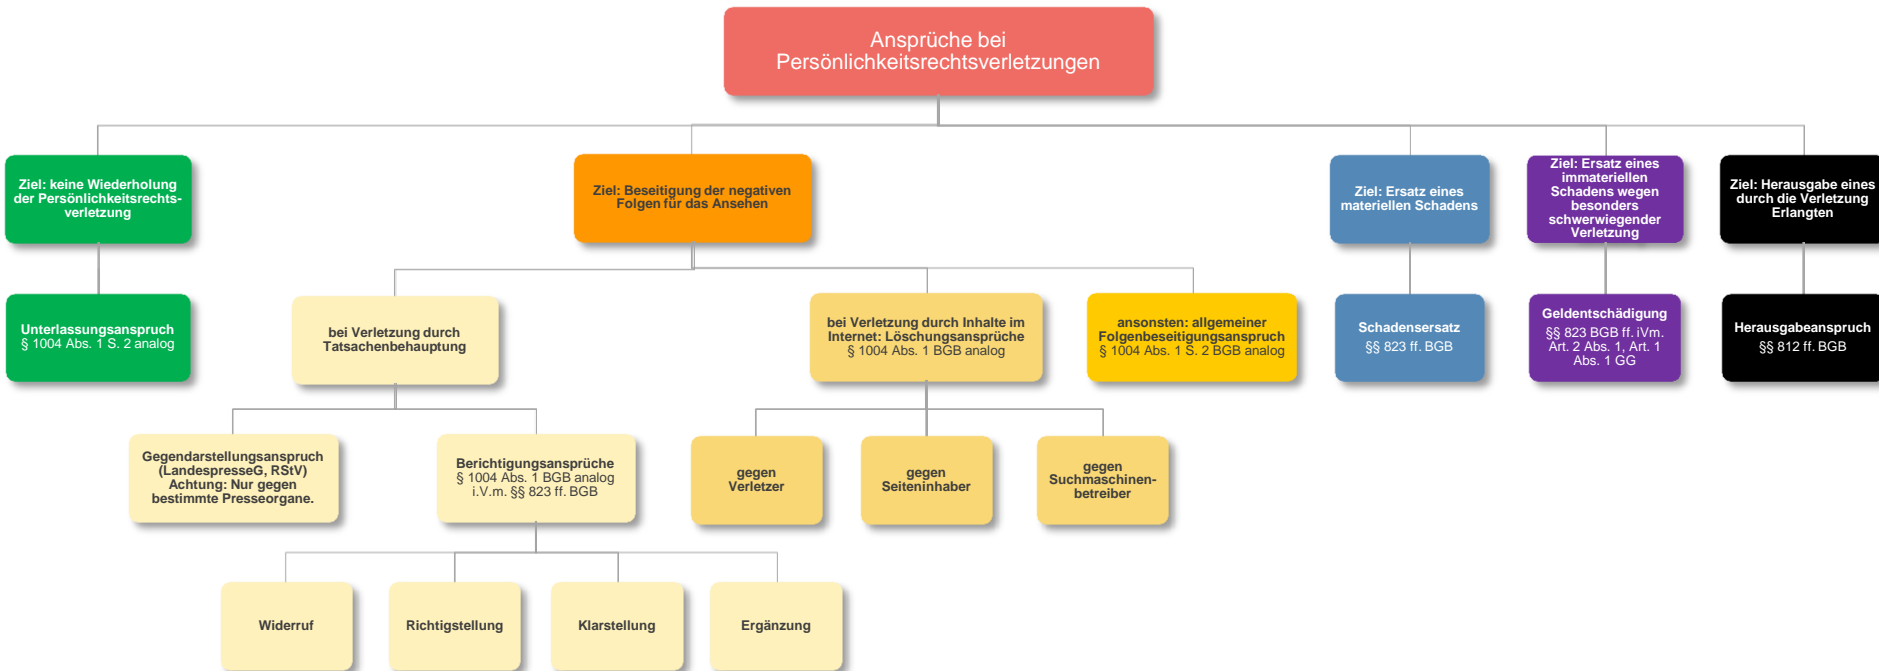 Ansprüche bei
Persönlichkeitsrechtsverletzungen
Ziel: keine Wiederholung
der Persönlichkeitsrechts-
verletzung
Ziel: Beseitigung der negativen
Folgen für das Ansehen
Ziel: Ersatz eines
materiellen Schadens
Ziel: Ersatz eines
immateriellen
Schadens wegen
besonders
schwerwiegender
Verletzung
Ziel: Herausgabe eines
durch die Verletzung
Erlangten
Unterlassungsanspruch
§ 1004 Abs. 1 S. 2 analog
bei Verletzung durch
Tatsachenbehauptung
bei Verletzung durch Inhalte im
Internet: Löschungsansprüche
§ 1004 Abs. 1 BGB analog
ansonsten: allgemeiner
Folgenbeseitigungsanspruch
§ 1004 Abs. 1 S. 2 BGB analog
Schadensersatz
§§ 823 ff. BGB
Geldentschädigung
§§ 823 BGB ff. iVm.
Art. 2 Abs. 1, Art. 1
Abs. 1 GG
Herausgabeanspruch
§§ 812 ff. BGB
Gegendarstellungsanspruch
(LandespresseG, RStV)
Achtung: Nur gegen
bestimmte Presseorgane.
Berichtigungsansprüche
§ 1004 Abs. 1 BGB analog
i.V.m. §§ 823 ff. BGB
gegen
Verletzer
gegen
Seiteninhaber
gegen
Suchmaschinen-
betreiber
Widerruf
Richtigstellung
Klarstellung
Ergänzung